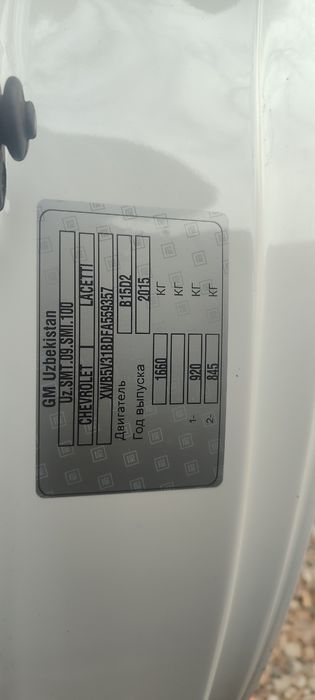 GM Uzbekistan
Uz.SMT.09.SMI.100
CHEVROLET | LACETTI
XWB5V31BDFA559357
Двигатель B15D2
Год выпуска 2015
1660 КГ
КГ
1- 920 КГ
2- 845 КГ